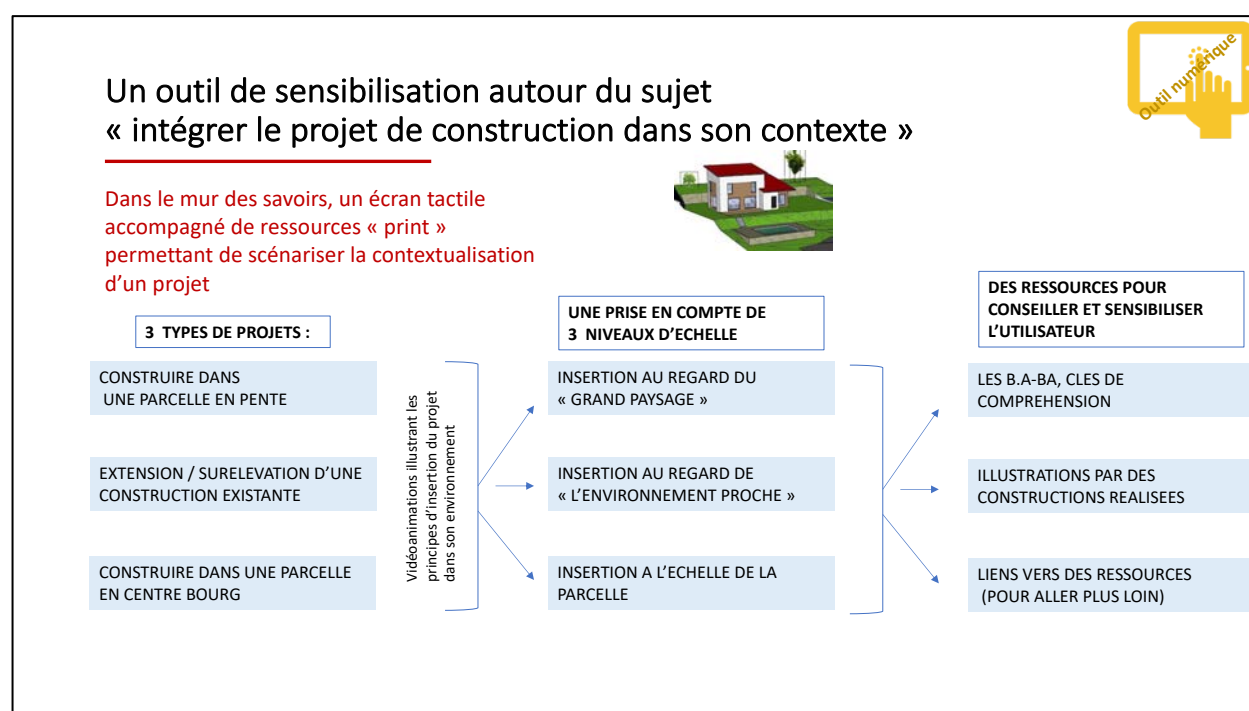 Outil numérique
Un outil de sensibilisation autour du sujet
« intégrer le projet de construction dans son contexte »
Dans le mur des savoirs, un écran tactile
accompagné de ressources « print »
permettant de scénariser la contextualisation
d’un projet
3 TYPES DE PROJETS :
CONSTRUIRE DANS
UNE PARCELLE EN PENTE
EXTENSION / SURELEVATION D’UNE
CONSTRUCTION EXISTANTE
CONSTRUIRE DANS UNE PARCELLE
EN CENTRE BOURG
Vidéoanimations illustrant les
principes d’insertion du projet
dans son environnement
UNE PRISE EN COMPTE DE
3 NIVEAUX D’ECHELLE
INSERTION AU REGARD DU
« GRAND PAYSAGE »
INSERTION AU REGARD DE
« L’ENVIRONNEMENT PROCHE »
INSERTION A L’ECHELLE DE LA
PARCELLE
DES RESSOURCES POUR
CONSEILLER ET SENSIBILISER
L’UTILISATEUR
LES B.A-BA, CLES DE
COMPREHENSION
ILLUSTRATIONS PAR DES
CONSTRUCTIONS REALISEES
LIENS VERS DES RESSOURCES
(POUR ALLER PLUS LOIN)